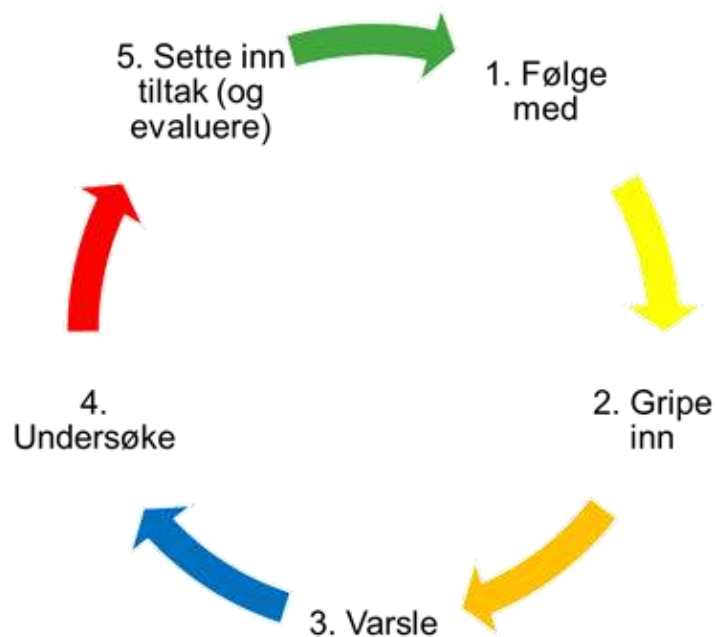 1. Følge
med
2. Gripe
inn
3. Varsle
4.
Undersøke
5. Sette inn
tiltak (og
evaluere)